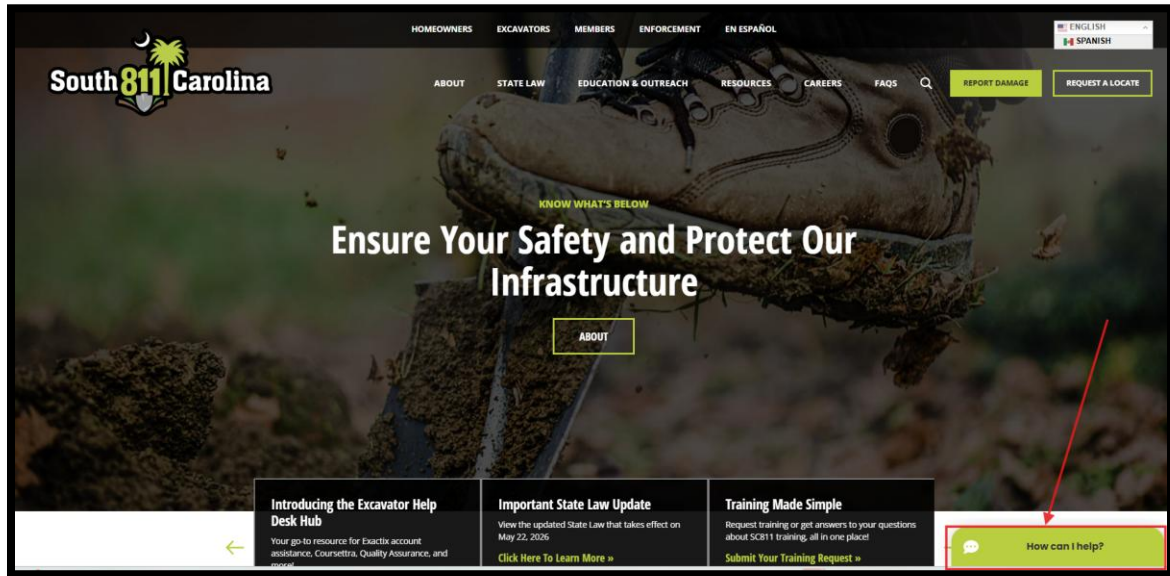 HOMEOWNERS EXCAVATORS MEMBERS ENFORCEMENT EN ESPAÑOL
ENGLISH
SPANISH
South 811 Carolina
ABOUT STATE LAW EDUCATION & OUTREACH RESOURCES CAREERS FAQS REPORT DAMAGE REQUEST A LOCATE
KNOW WHAT'S BELOW
Ensure Your Safety and Protect Our
Infrastructure
ABOUT
Introducing the Excavator Help
Desk Hub
Your go-to resource for Exactix account
assistance, Coursettra, Quality Assurance, and
more!
Important State Law Update
View the updated State Law that takes effect on
May 22, 2026
Click Here To Learn More »
Training Made Simple
Request training or get answers to your questions
about SC811 training, all in one place!
Submit Your Training Request »
How can I help?